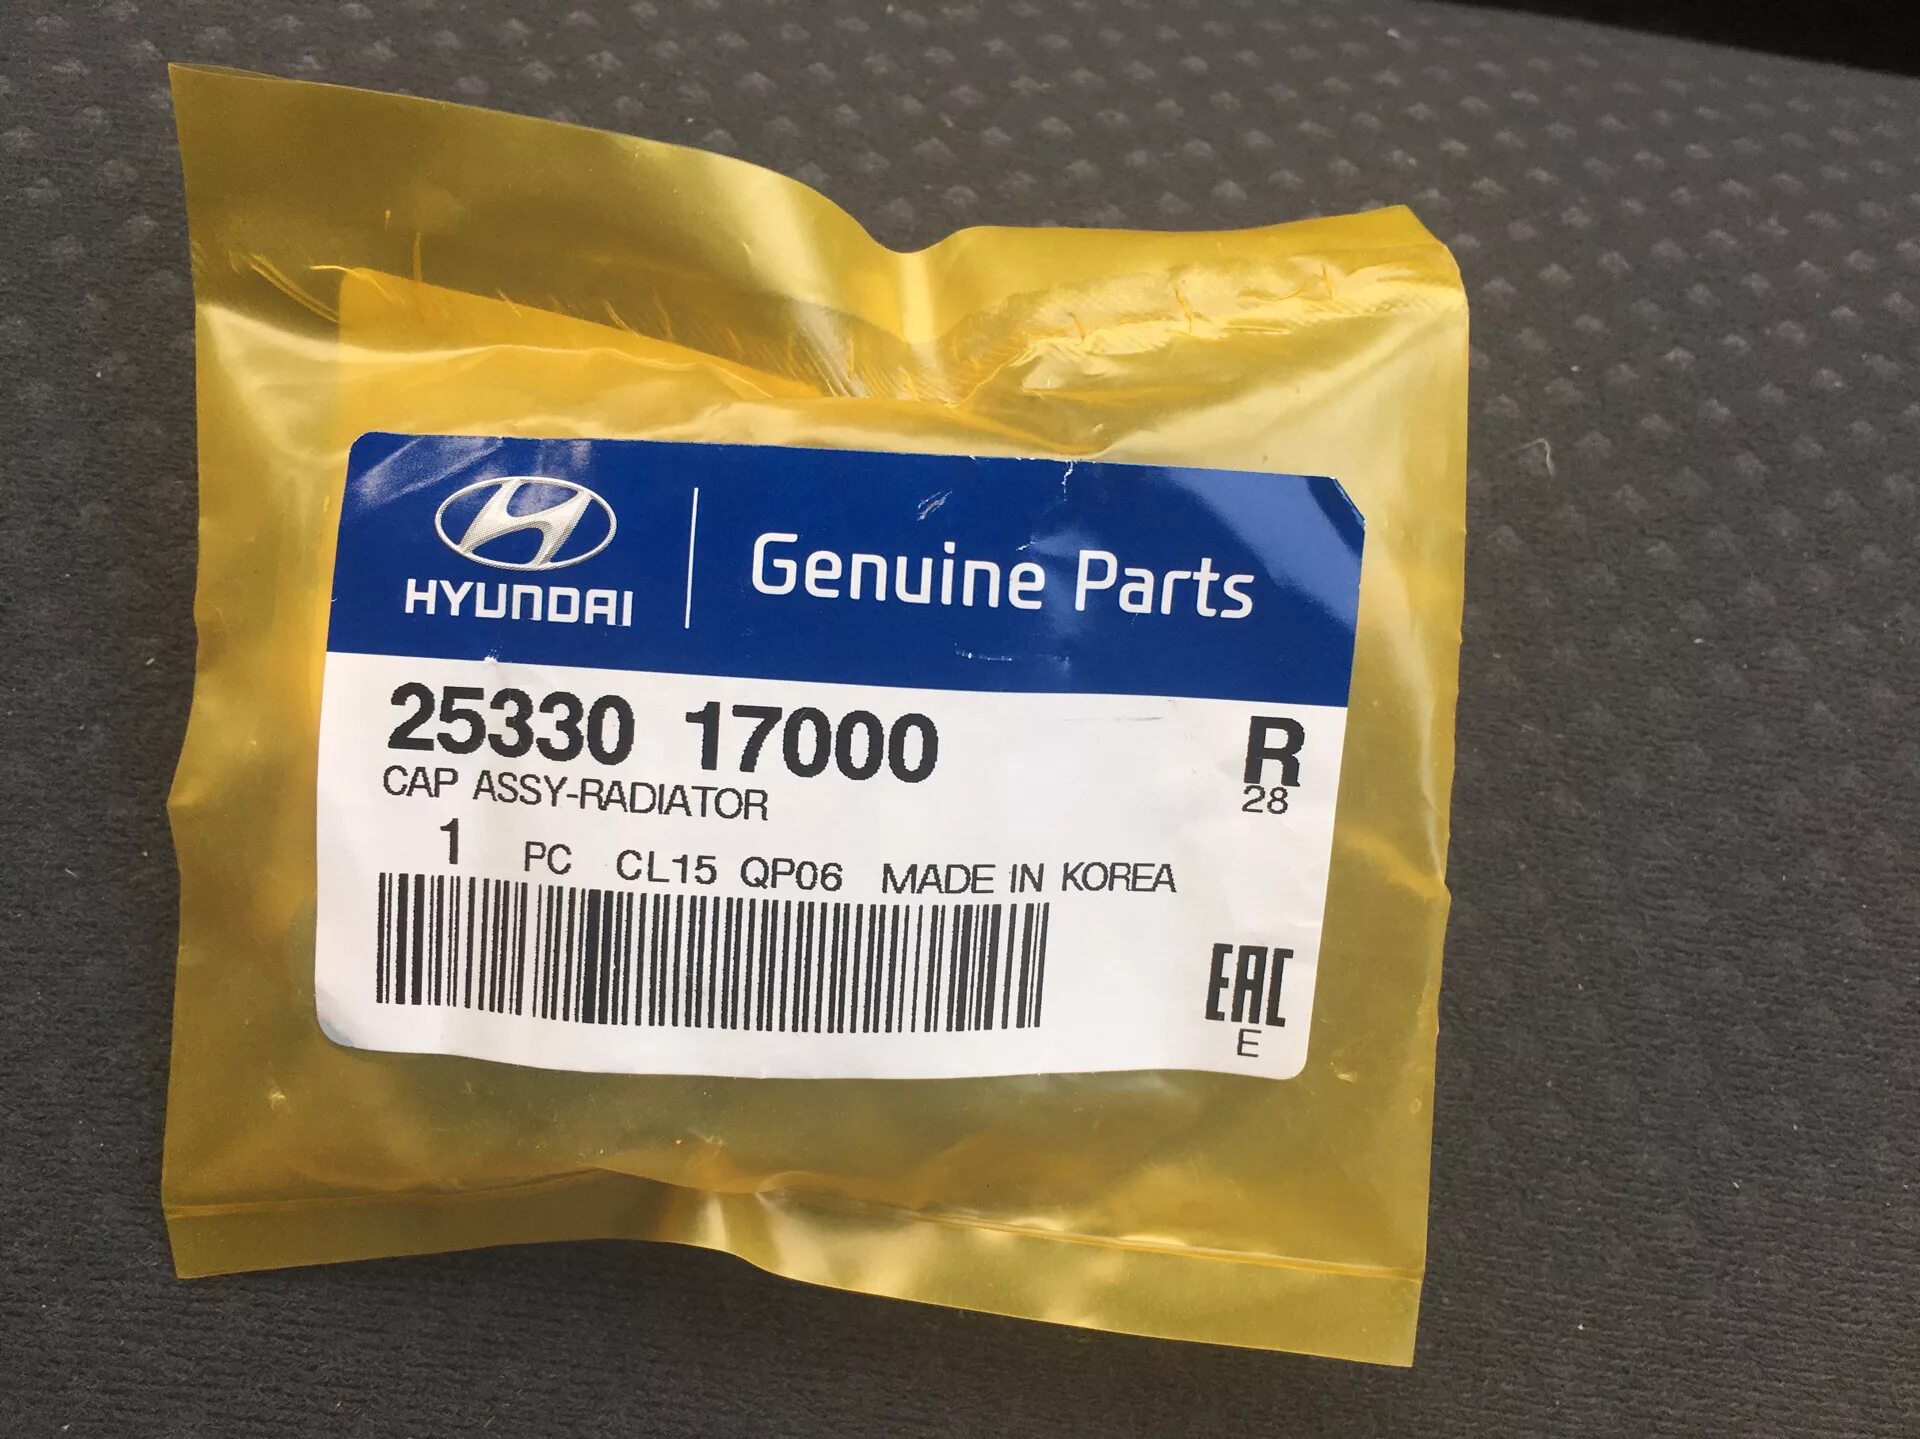 HYUNDAI
Genuine Parts
25330 17000 R
CAP ASSY-RADIATOR 28
1 PC CL15 QP06 MADE IN KOREA
EAC
E